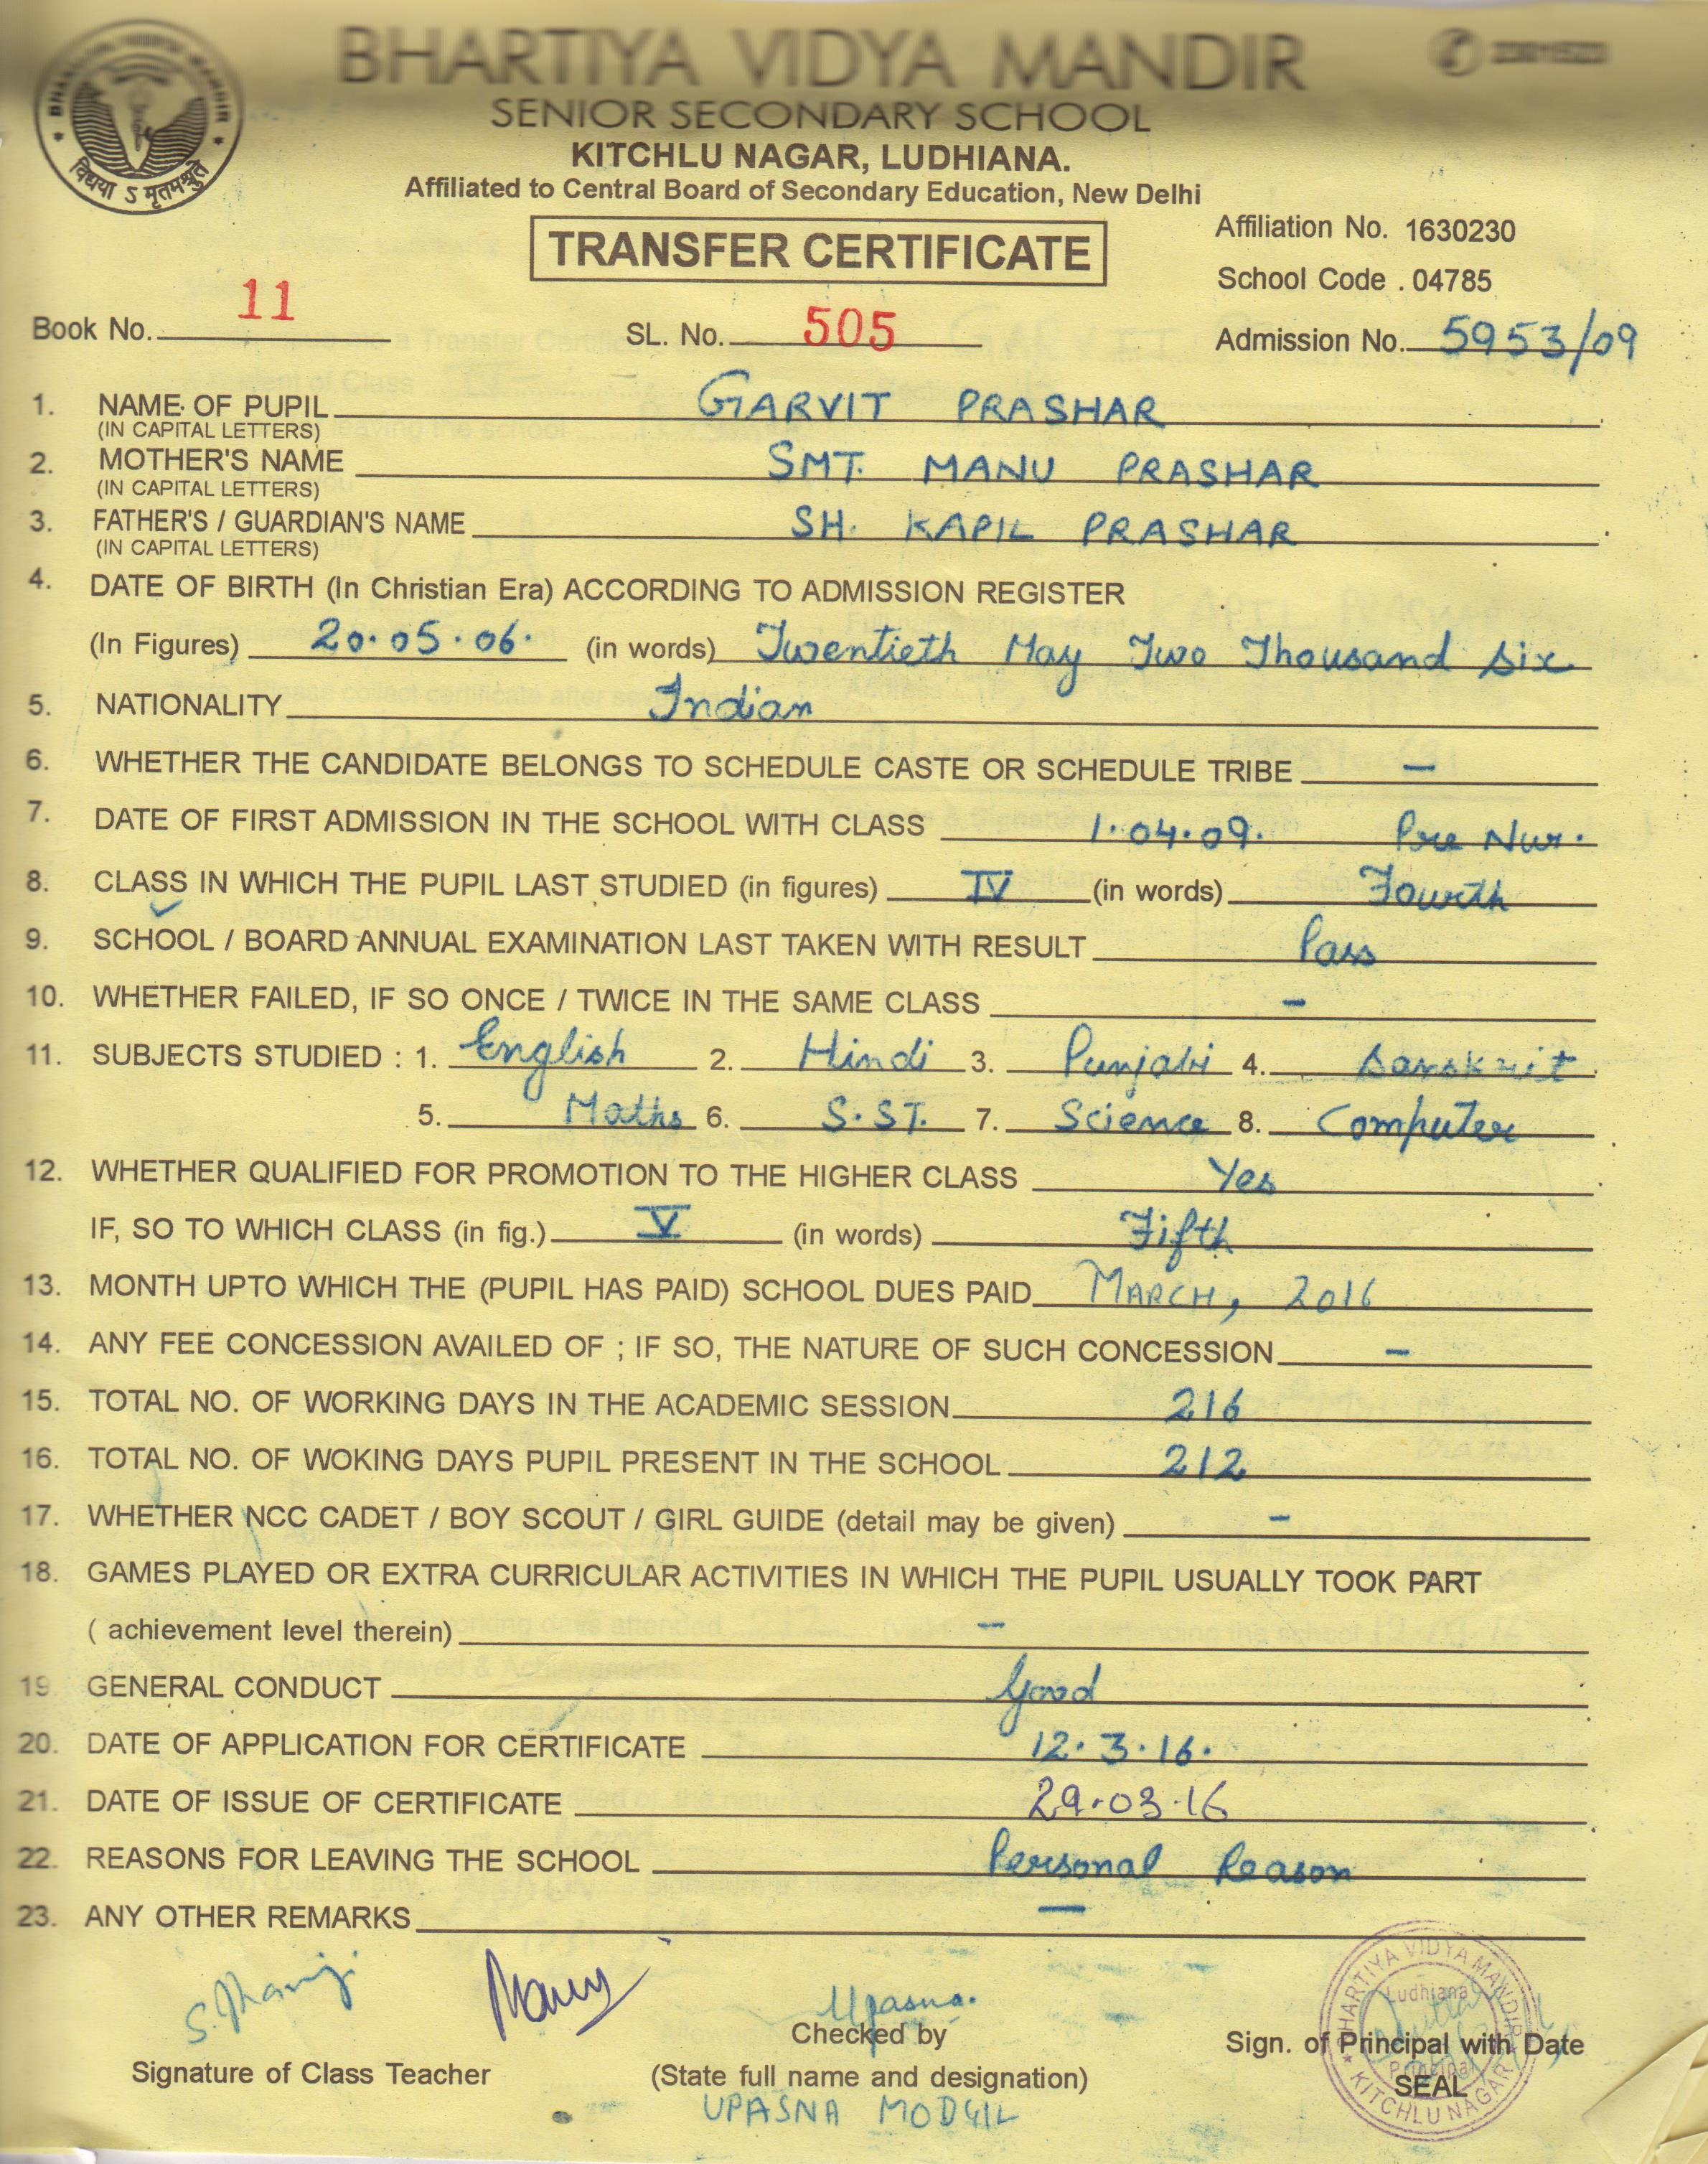 BHARTIYA VIDYA MANDIR
SENIOR SECONDARY SCHOOL
KITCHLU NAGAR, LUDHIANA.
Affiliated to Central Board of Secondary Education, New Delhi
विद्यया ऽ मृतमश्नुते
TRANSFER CERTIFICATE
Affiliation No. 1630230
School Code . 04785
Book No. 11 SL. No. 505 Admission No. 5953/09
1. NAME OF PUPIL GARVIT PRASHAR
(IN CAPITAL LETTERS)
2. MOTHER'S NAME SMT. MANU PRASHAR
(IN CAPITAL LETTERS)
3. FATHER'S / GUARDIAN'S NAME SH. KAPIL PRASHAR
(IN CAPITAL LETTERS)
4. DATE OF BIRTH (In Christian Era) ACCORDING TO ADMISSION REGISTER
(In Figures) 20.05.06. (in words) Twentieth May Two Thousand Six
5. NATIONALITY Indian
6. WHETHER THE CANDIDATE BELONGS TO SCHEDULE CASTE OR SCHEDULE TRIBE –
7. DATE OF FIRST ADMISSION IN THE SCHOOL WITH CLASS 1.04.09. Pre Nur.
8. CLASS IN WHICH THE PUPIL LAST STUDIED (in figures) IV (in words) Fourth
9. SCHOOL / BOARD ANNUAL EXAMINATION LAST TAKEN WITH RESULT Pass
10. WHETHER FAILED, IF SO ONCE / TWICE IN THE SAME CLASS –
11. SUBJECTS STUDIED : 1. English 2. Hindi 3. Punjabi 4. Sanskrit
5. Maths 6. S.ST. 7. Science 8. Computer
12. WHETHER QUALIFIED FOR PROMOTION TO THE HIGHER CLASS Yes
IF, SO TO WHICH CLASS (in fig.) V (in words) Fifth
13. MONTH UPTO WHICH THE (PUPIL HAS PAID) SCHOOL DUES PAID MARCH, 2016
14. ANY FEE CONCESSION AVAILED OF ; IF SO, THE NATURE OF SUCH CONCESSION –
15. TOTAL NO. OF WORKING DAYS IN THE ACADEMIC SESSION 216
16. TOTAL NO. OF WOKING DAYS PUPIL PRESENT IN THE SCHOOL 212
17. WHETHER NCC CADET / BOY SCOUT / GIRL GUIDE (detail may be given) –
18. GAMES PLAYED OR EXTRA CURRICULAR ACTIVITIES IN WHICH THE PUPIL USUALLY TOOK PART
( achievement level therein) –
19 GENERAL CONDUCT Good
20. DATE OF APPLICATION FOR CERTIFICATE 12.3.16.
21. DATE OF ISSUE OF CERTIFICATE 29.03.16
22. REASONS FOR LEAVING THE SCHOOL Personal Reason
23. ANY OTHER REMARKS –
Upasna.
Signature of Class Teacher
Checked by
(State full name and designation)
UPASNA MODGIL
Sign. of Principal with Date
SEAL
BHARTIYA VIDYA MANDIR
Ludhiana
Principal
KITCHLU NAGAR